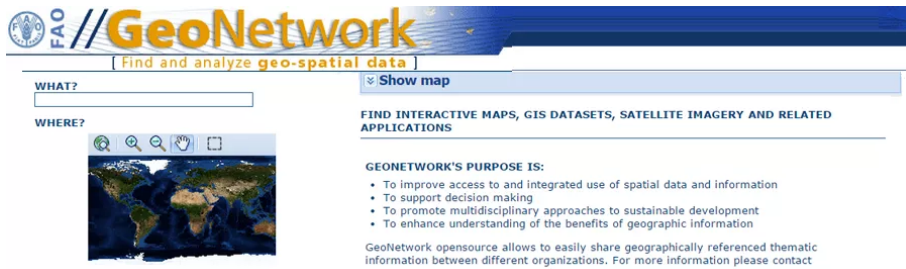 FAO //GeoNetwork
[ Find and analyze geo-spatial data ]
WHAT?
WHERE?
Show map
FIND INTERACTIVE MAPS, GIS DATASETS, SATELLITE IMAGERY AND RELATED
APPLICATIONS
GEONETWORK'S PURPOSE IS:
• To improve access to and integrated use of spatial data and information
• To support decision making
• To promote multidisciplinary approaches to sustainable development
• To enhance understanding of the benefits of geographic information
GeoNetwork opensource allows to easily share geographically referenced thematic
information between different organizations. For more information please contact